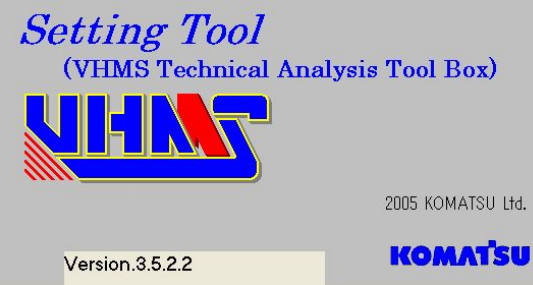 Setting Tool
(VHMS Technical Analysis Tool Box)
VHMS
2005 KOMATSU Ltd.
KOMATSU
Version.3.5.2.2